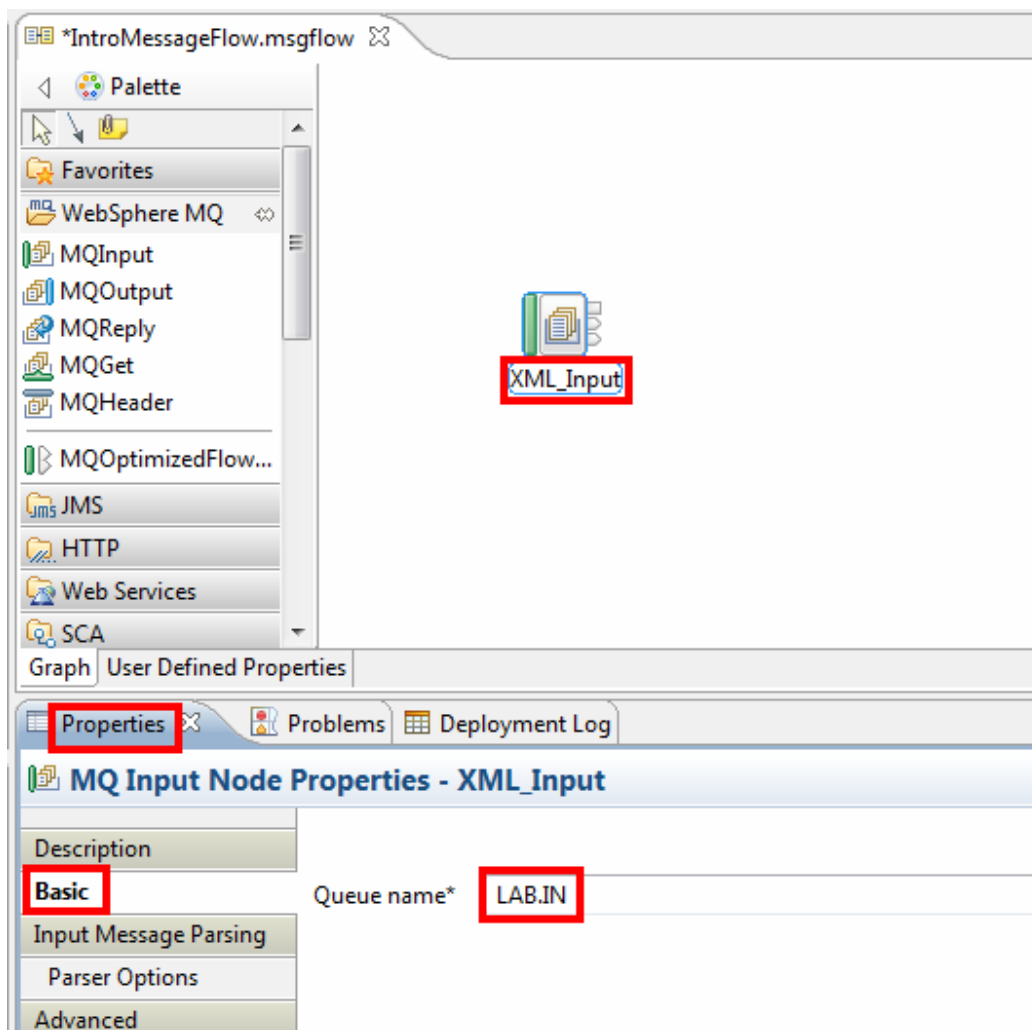 *IntroMessageFlow.msgflow
Palette
Favorites
WebSphere MQ
MQInput
MQOutput
MQReply
MQGet
MQHeader
MQOptimizedFlow...
JMS
HTTP
Web Services
SCA
XML_Input
Graph User Defined Properties
Properties Problems Deployment Log
MQ Input Node Properties - XML_Input
Description
Basic
Queue name* LAB.IN
Input Message Parsing
Parser Options
Advanced